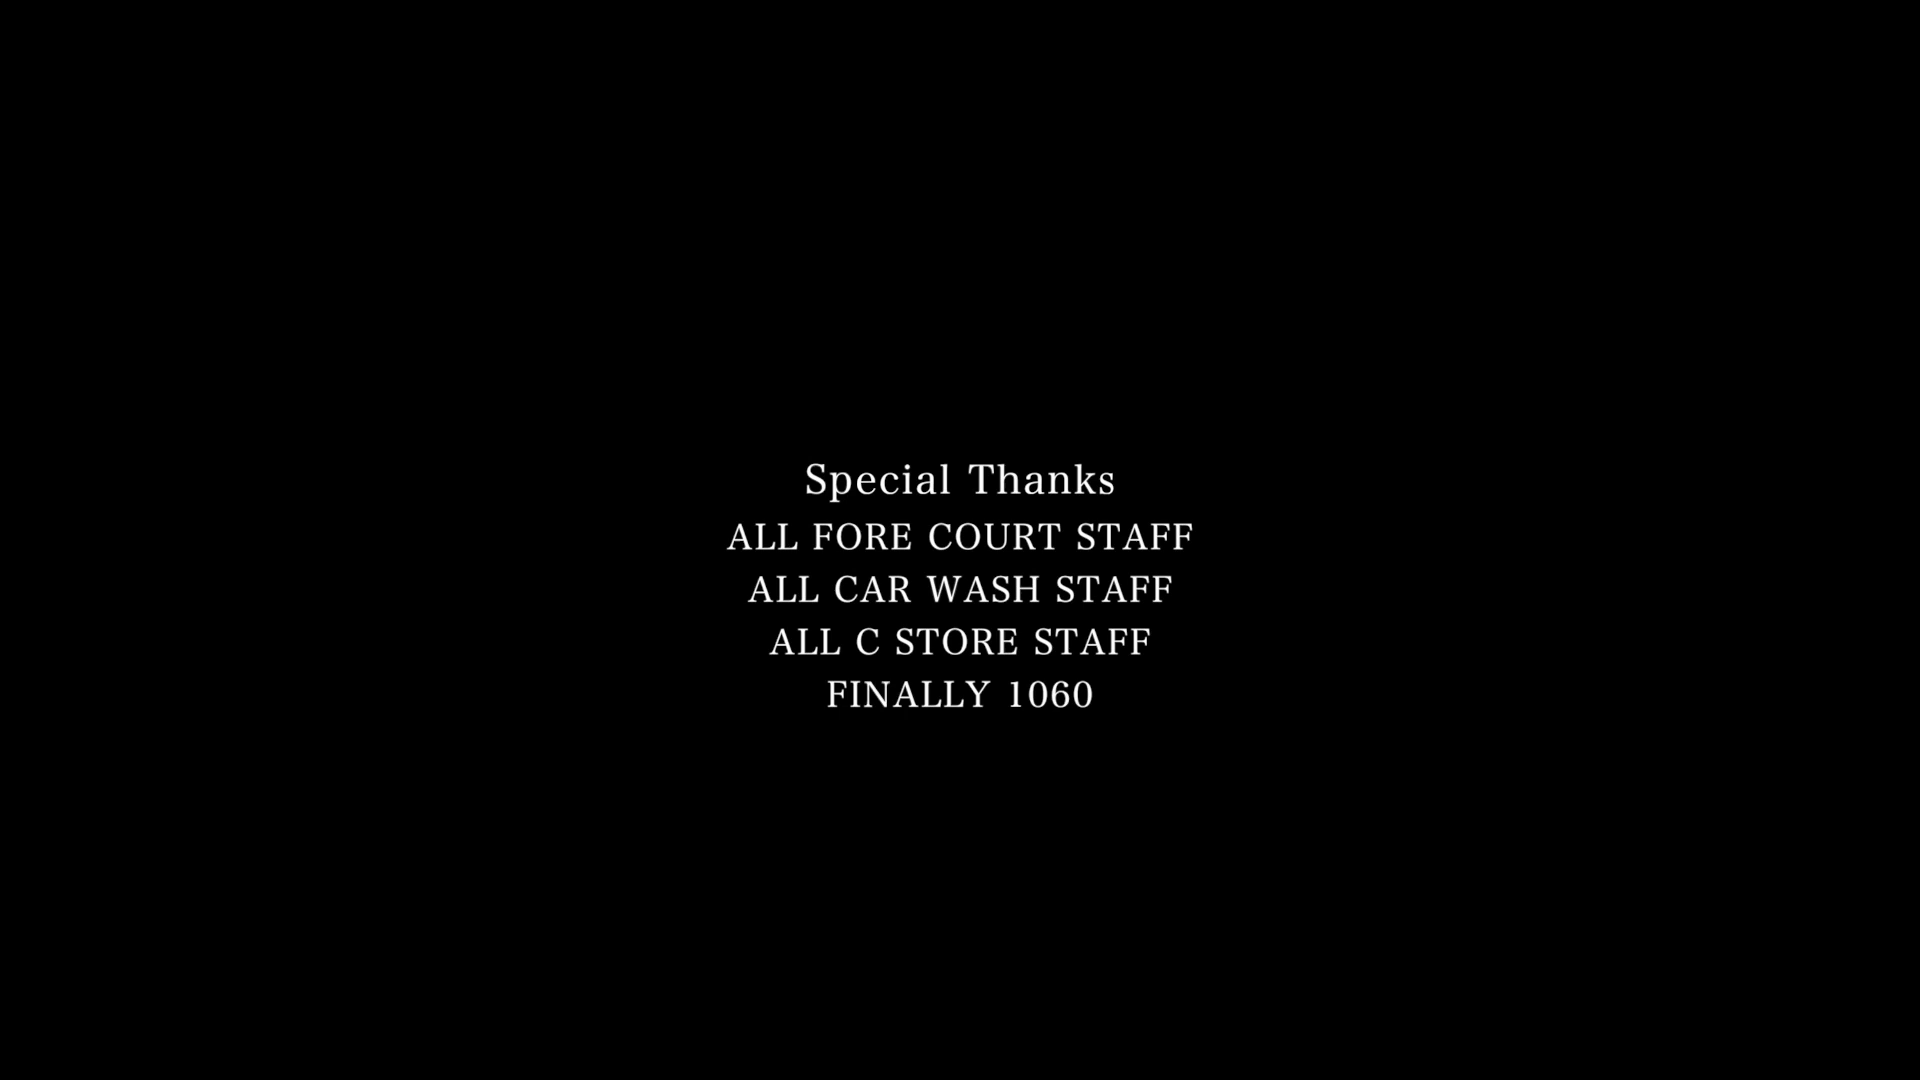 Special Thanks
ALL FORE COURT STAFF
ALL CAR WASH STAFF
ALL C STORE STAFF
FINALLY 1060